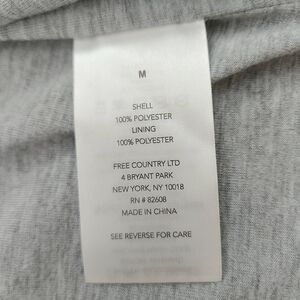 M
SHELL
100% POLYESTER
LINING
100% POLYESTER
FREE COUNTRY LTD
4 BRYANT PARK
NEW YORK, NY 10018
RN # 82608
MADE IN CHINA
SEE REVERSE FOR CARE